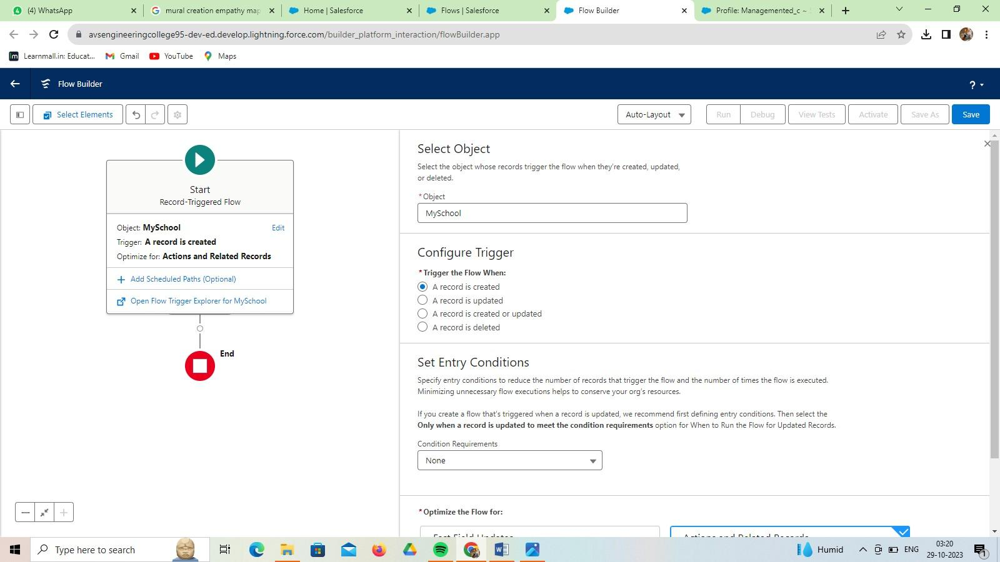 (4) WhatsApp
mural creation empathy map
Home | Salesforce
Flows | Salesforce
Flow Builder
Profile: Managemented_c ~
avsengineeringcollege95-dev-ed.develop.lightning.force.com/builder_platform_interaction/flowBuilder.app
Learnmall.in: Educat...
Gmail
YouTube
Maps
Flow Builder
?
Select Elements
Auto-Layout
Run
Debug
View Tests
Activate
Save As
Save
Start
Record-Triggered Flow
Object: MySchool
Edit
Trigger: A record is created
Optimize for: Actions and Related Records
Add Scheduled Paths (Optional)
Open Flow Trigger Explorer for MySchool
End
Select Object
Select the object whose records trigger the flow when they're created, updated,
or deleted.
*Object
MySchool
Configure Trigger
*Trigger the Flow When:
A record is created
A record is updated
A record is created or updated
A record is deleted
Set Entry Conditions
Specify entry conditions to reduce the number of records that trigger the flow and the number of times the flow is executed.
Minimizing unnecessary flow executions helps to conserve your org's resources.
If you create a flow that's triggered when a record is updated, we recommend first defining entry conditions. Then select the
Only when a record is updated to meet the condition requirements option for When to Run the Flow for Updated Records.
Condition Requirements
None
*Optimize the Flow for:
Fast Field Updates
Actions and Related Records
Type here to search
Humid
ENG
03:20
29-10-2023
1